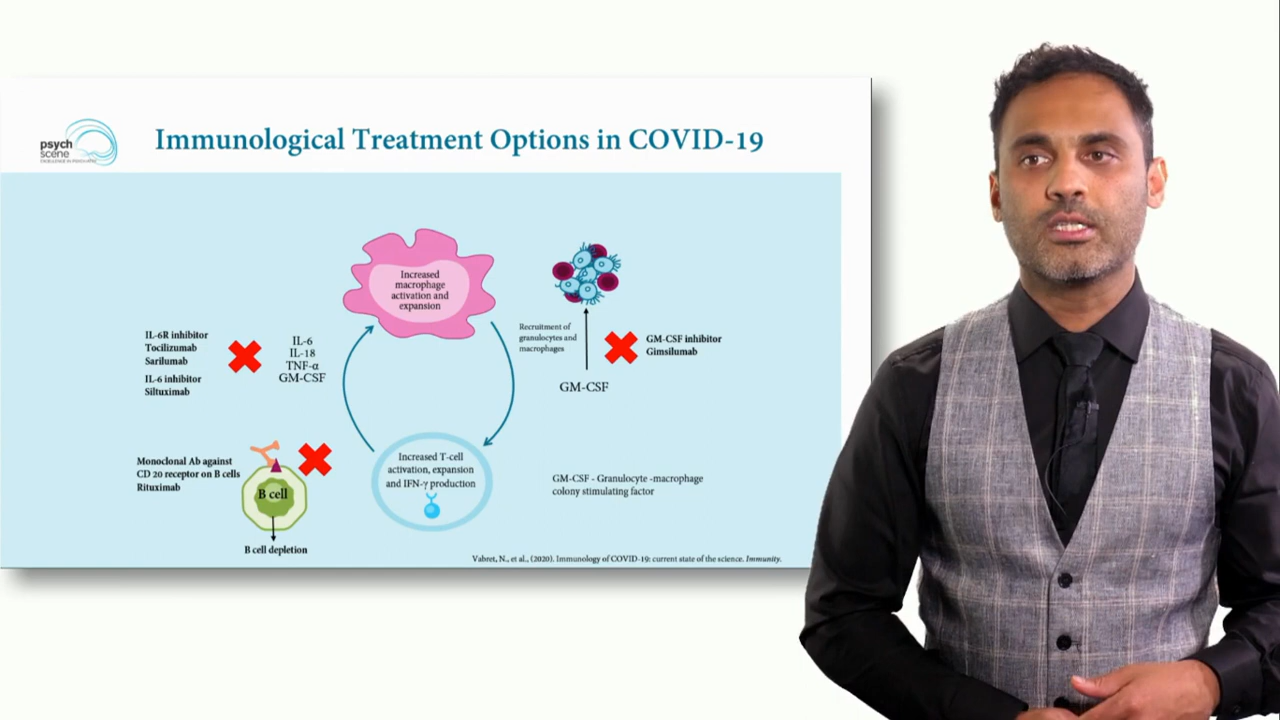 psych
scene
Immunological Treatment Options in COVID-19
Increased
macrophage
activation and
expansion
IL-6R inhibitor
Tocilizumab
Sarilumab
IL-6 inhibitor
Siltuximab
IL-6
IL-18
TNF-α
GM-CSF
Recruitment of
granulocytes and
macrophages
GM-CSF inhibitor
Gimsilumab
GM-CSF
Monoclonal Ab against
CD 20 receptor on B cells
Rituximab
B cell
B cell depletion
Increased T-cell
activation, expansion
and IFN-γ production
GM-CSF - Granulocyte -macrophage
colony stimulating factor
Vabret, N., et al., (2020). Immunology of COVID-19: current state of the science. Immunity.